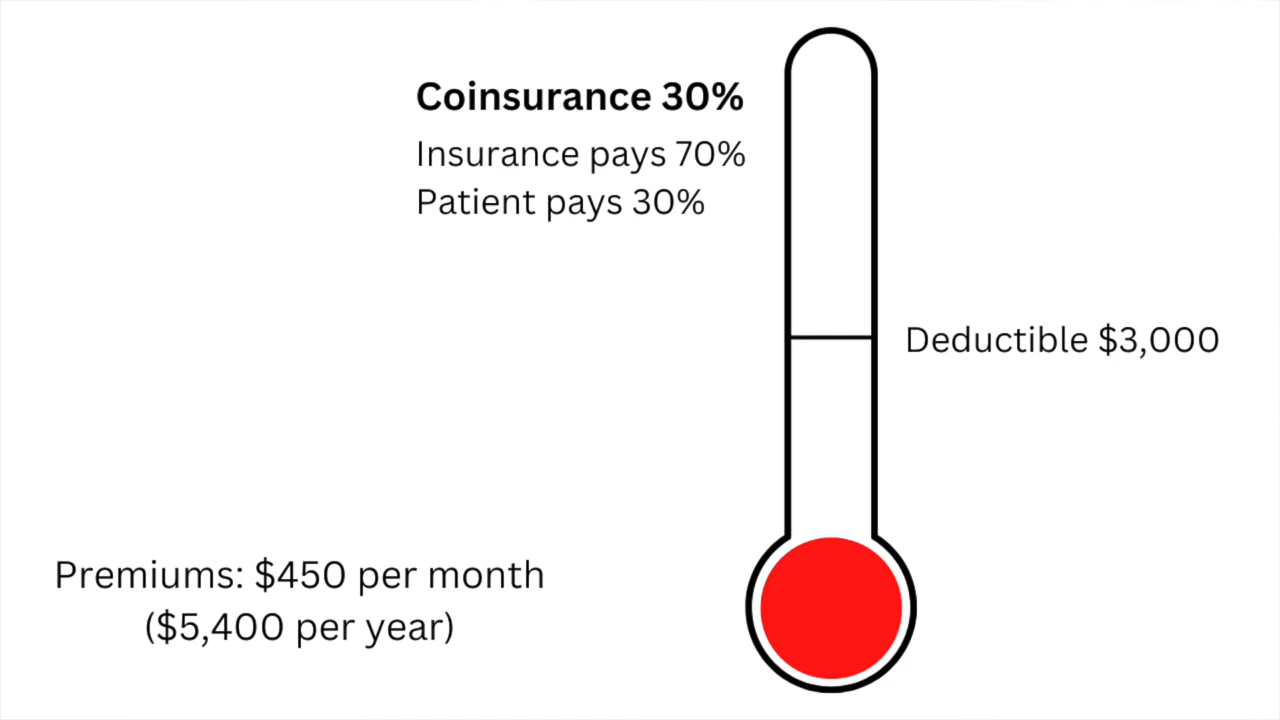 Coinsurance 30%
Insurance pays 70%
Patient pays 30%
Deductible $3,000
Premiums: $450 per month
($5,400 per year)